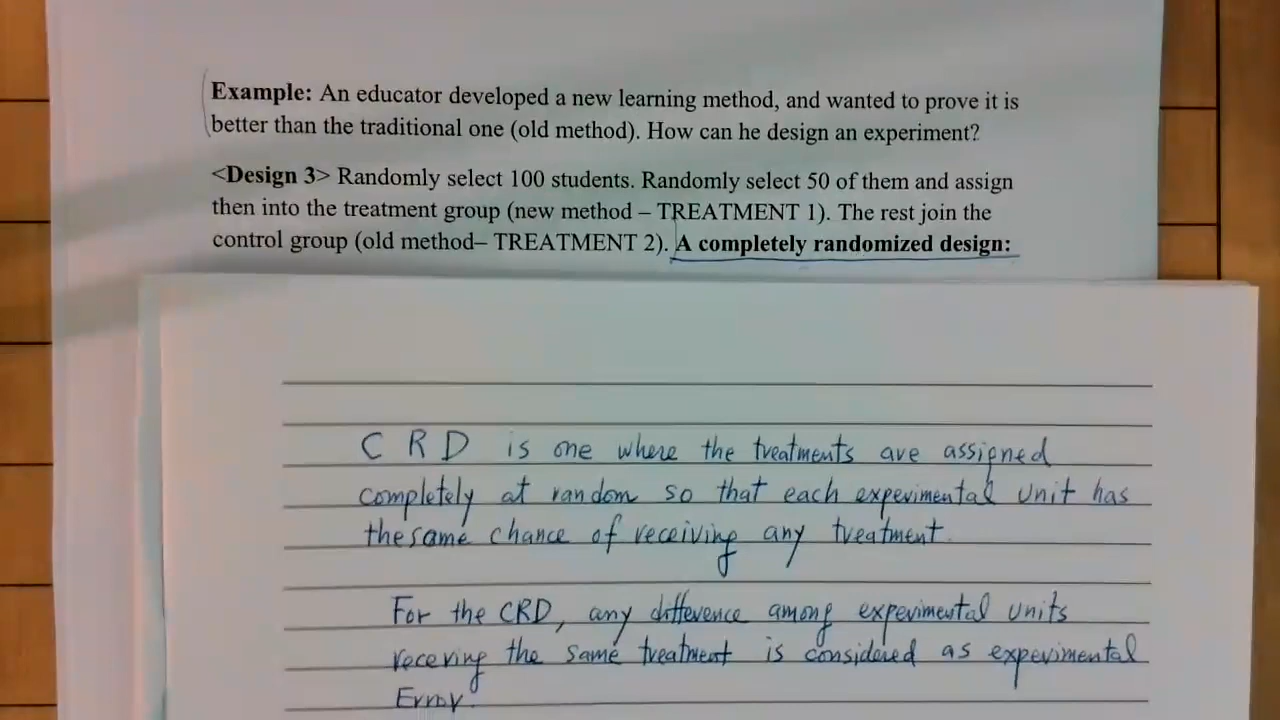 Example: An educator developed a new learning method, and wanted to prove it is
better than the traditional one (old method). How can he design an experiment?
<Design 3> Randomly select 100 students. Randomly select 50 of them and assign
then into the treatment group (new method – TREATMENT 1). The rest join the
control group (old method– TREATMENT 2). A completely randomized design:
C R D is one where the treatments are assigned
completely at random so that each experimental unit has
the same chance of receiving any treatment.
For the CRD, any difference among experimental units
receving the same treatment is considered as experimental
Error.